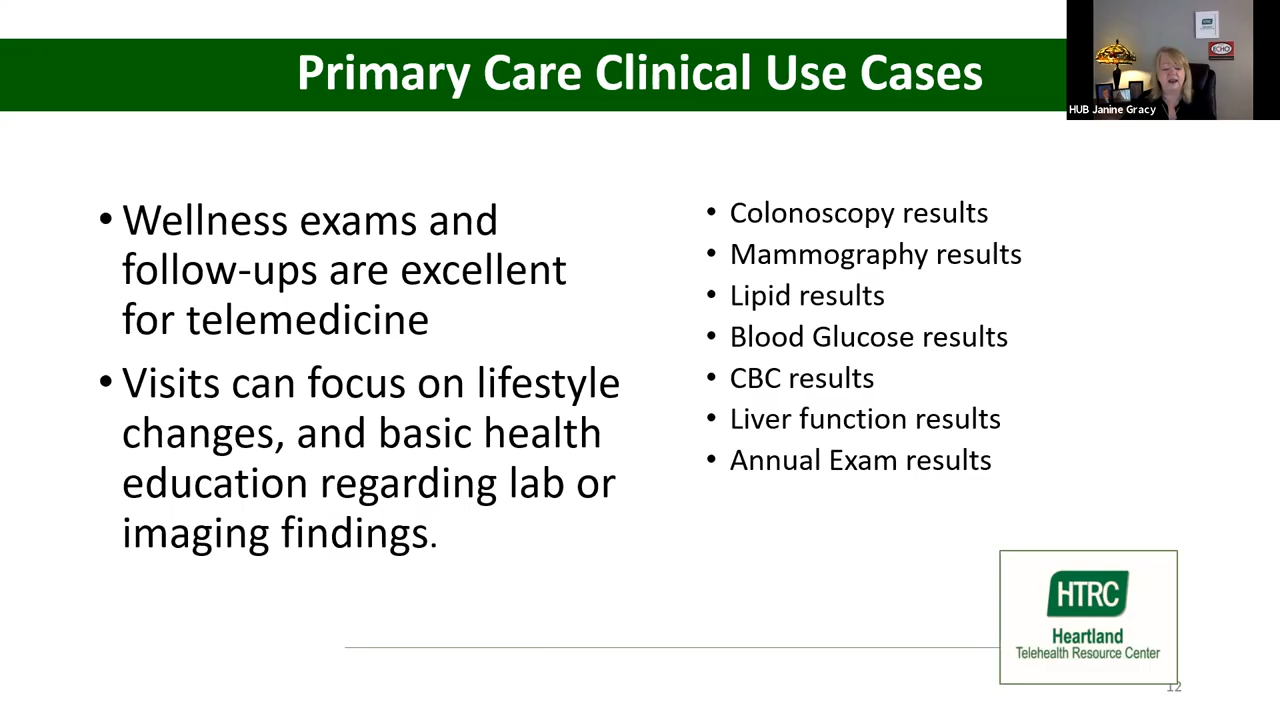 Primary Care Clinical Use Cases
ECHO
HUB Janine Gracy
• Wellness exams and
follow-ups are excellent
for telemedicine
• Visits can focus on lifestyle
changes, and basic health
education regarding lab or
imaging findings.
• Colonoscopy results
• Mammography results
• Lipid results
• Blood Glucose results
• CBC results
• Liver function results
• Annual Exam results
HTRC
Heartland
Telehealth Resource Center
12